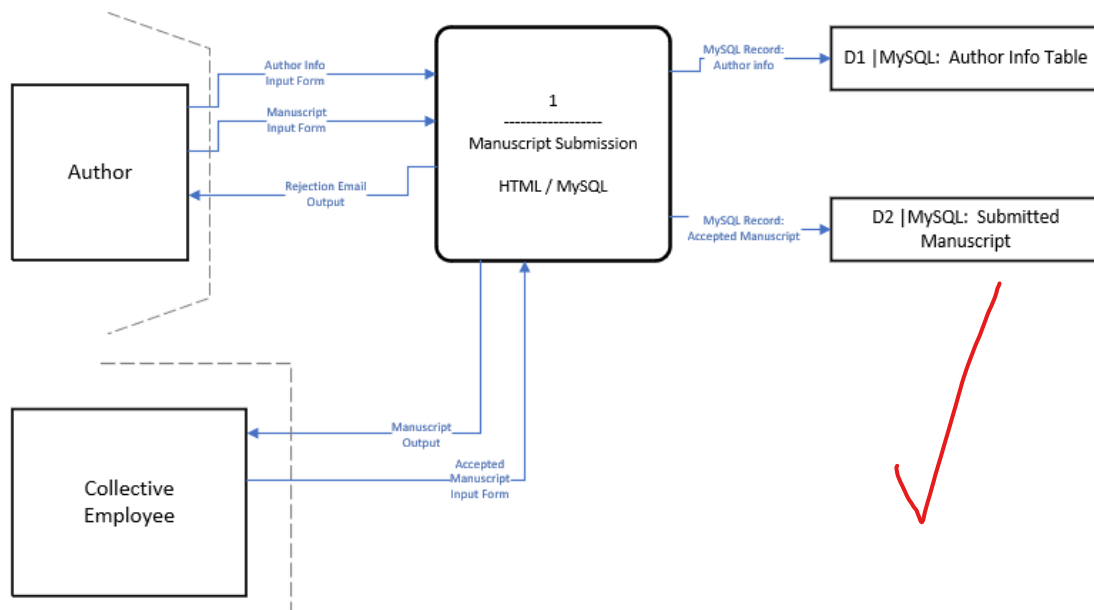 Author
Author Info
Input Form
Manuscript
Input Form
Rejection Email
Output
1
------------------
Manuscript Submission
HTML / MySQL
MySQL Record:
Author info
D1 |MySQL: Author Info Table
MySQL Record:
Accepted Manuscript
D2 |MySQL: Submitted
Manuscript
Collective
Employee
Manuscript
Output
Accepted
Manuscript
Input Form